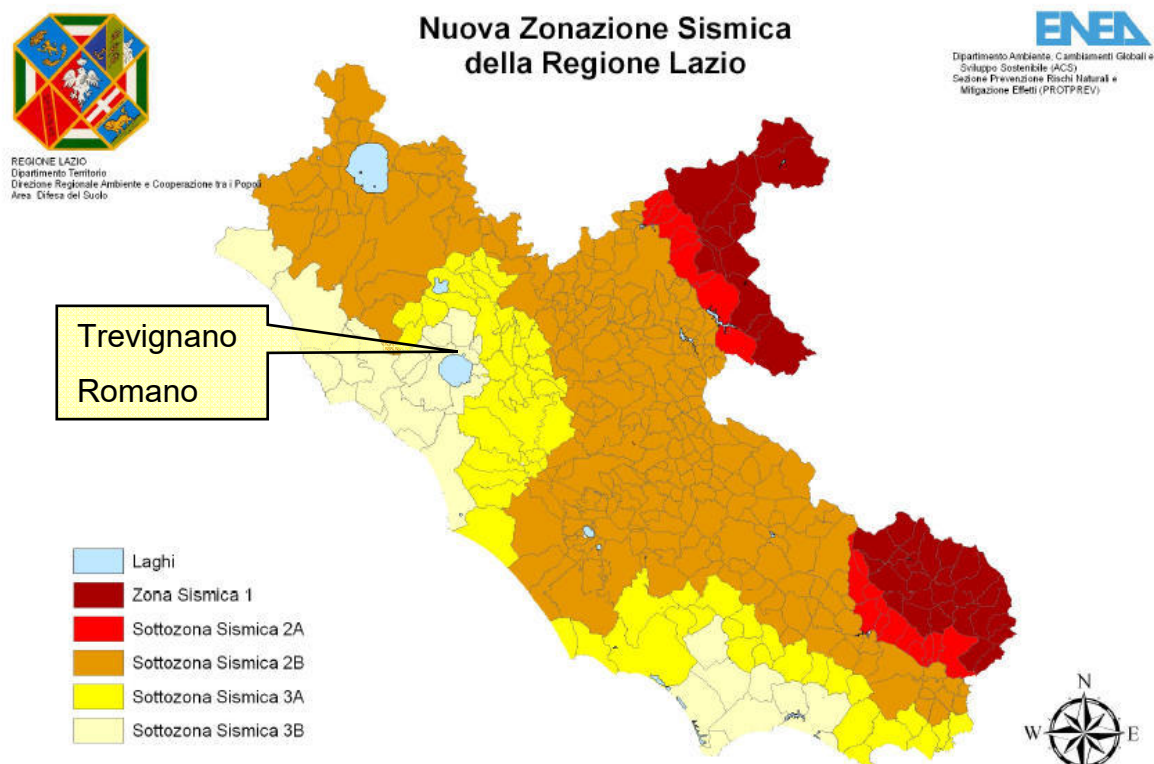 Nuova Zonazione Sismica
della Regione Lazio
ENEA
Dipartimento Ambiente, Cambiamenti Globali e
Sviluppo Sostenibile (ACS)
Sezione Prevenzione Rischi Naturali e
Mitigazione Effetti (PROTPREV)
REGIONE LAZIO
Dipartimento Territorio
Direzione Regionale Ambiente e Cooperazione tra i Popoli
Area Difesa del Suolo
Trevignano
Romano
Laghi
Zona Sismica 1
Sottozona Sismica 2A
Sottozona Sismica 2B
Sottozona Sismica 3A
Sottozona Sismica 3B
N
W E